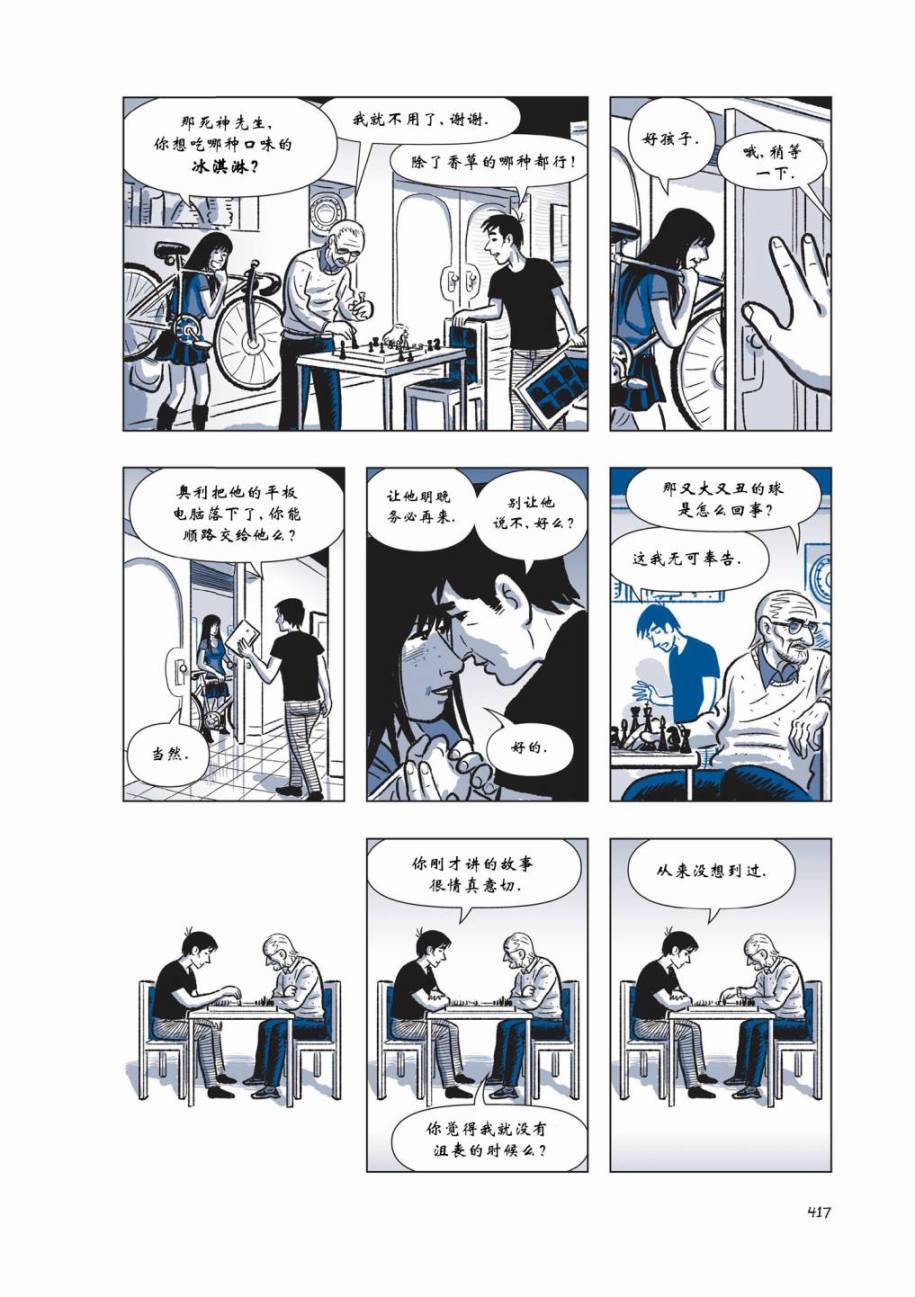 那死神先生,
你想吃哪种口味的
冰淇淋?
我就不用了,谢谢.
除了香草的哪种都行!
好孩子.
哦,稍等
一下.
奥利把他的平板
电脑落下了,你能
顺路交给他么?
当然.
让他明晚
务必再来.
别让他
说不,好么?
好的.
那又大又丑的球
是怎么回事?
这我无可奉告.
你刚才讲的故事
很情真意切.
你觉得我就没有
沮丧的时候么?
从来没想到过.
417